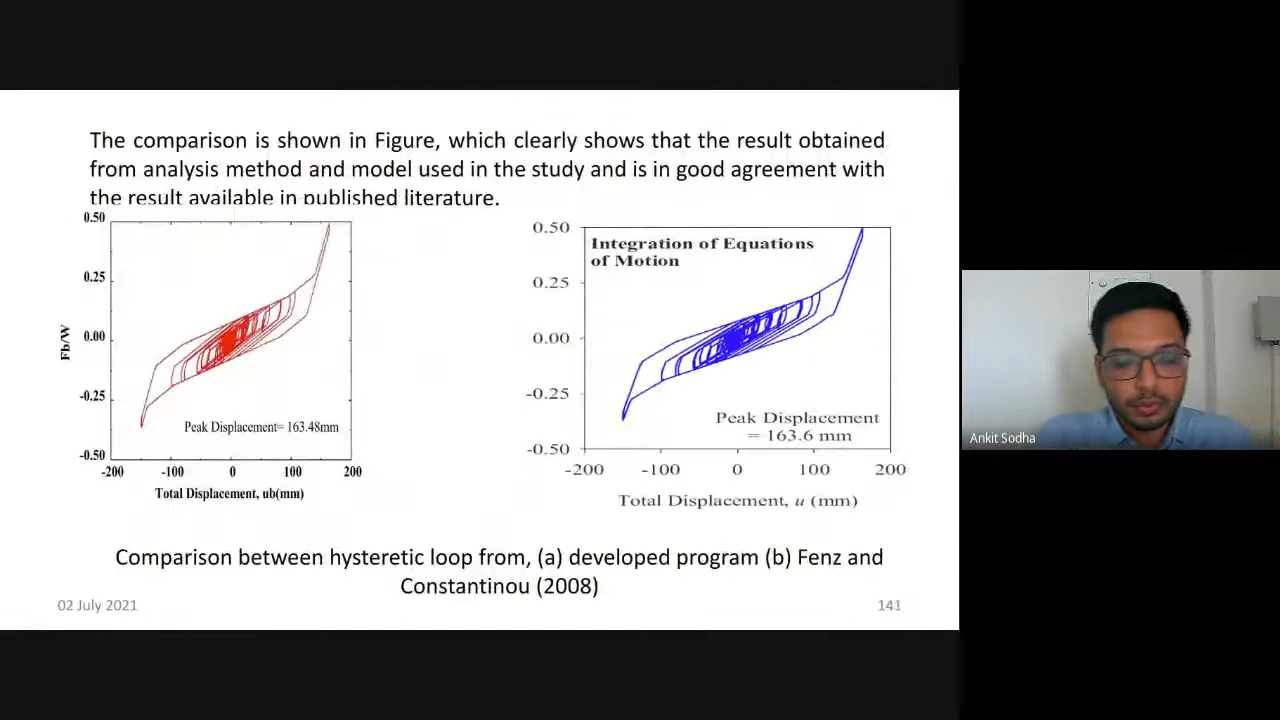 The comparison is shown in Figure, which clearly shows that the result obtained
from analysis method and model used in the study and is in good agreement with
the result available in published literature.
0.50
0.25
0.00
-0.25
-0.50
Fb/W
Peak Displacement= 163.48mm
-200 -100 0 100 200
Total Displacement, ub(mm)
0.50
0.25
0.00
-0.25
-0.50
Integration of Equations
of Motion
Peak Displacement
= 163.6 mm
-200 -100 0 100 200
Total Displacement, u (mm)
Comparison between hysteretic loop from, (a) developed program (b) Fenz and
Constantinou (2008)
02 July 2021
141
Ankit Sodha